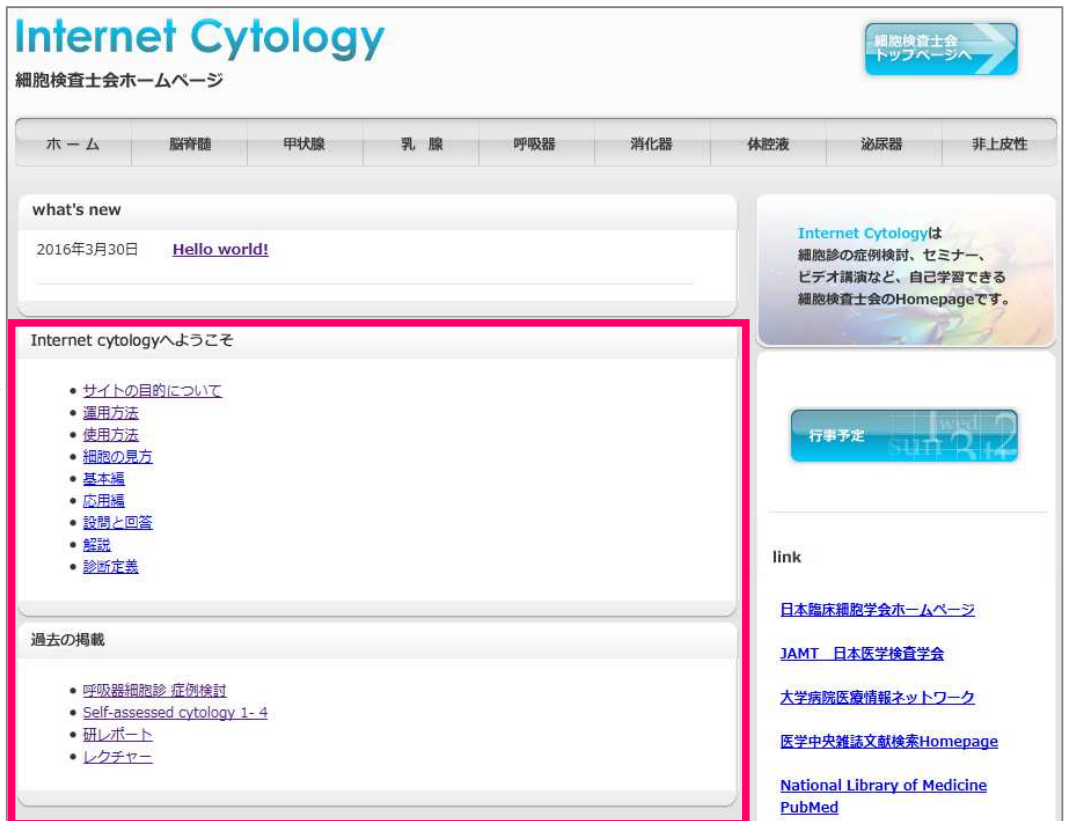 Internet Cytology
細胞検査士会ホームページ
細胞検査士会
トップページへ
ホ ー ム 脳脊髄 甲状腺 乳 腺 呼吸器 消化器 体腔液 泌尿器 非上皮性
what's new
2016年3月30日 Hello world!
Internet cytologyへようこそ
サイトの目的について
運用方法
使用方法
細胞の見方
基本編
応用編
設問と回答
解説
診断定義
過去の掲載
呼吸器細胞診 症例検討
Self-assessed cytology 1- 4
研レポート
レクチャー
Internet Cytologyは
細胞診の症例検討、セミナー、
ビデオ講演など、自己学習できる
細胞検査士会のHomepageです。
行事予定
link
日本臨床細胞学会ホームページ
JAMT 日本医学検査学会
大学病院医療情報ネットワーク
医学中央雑誌文献検索Homepage
National Library of Medicine
PubMed